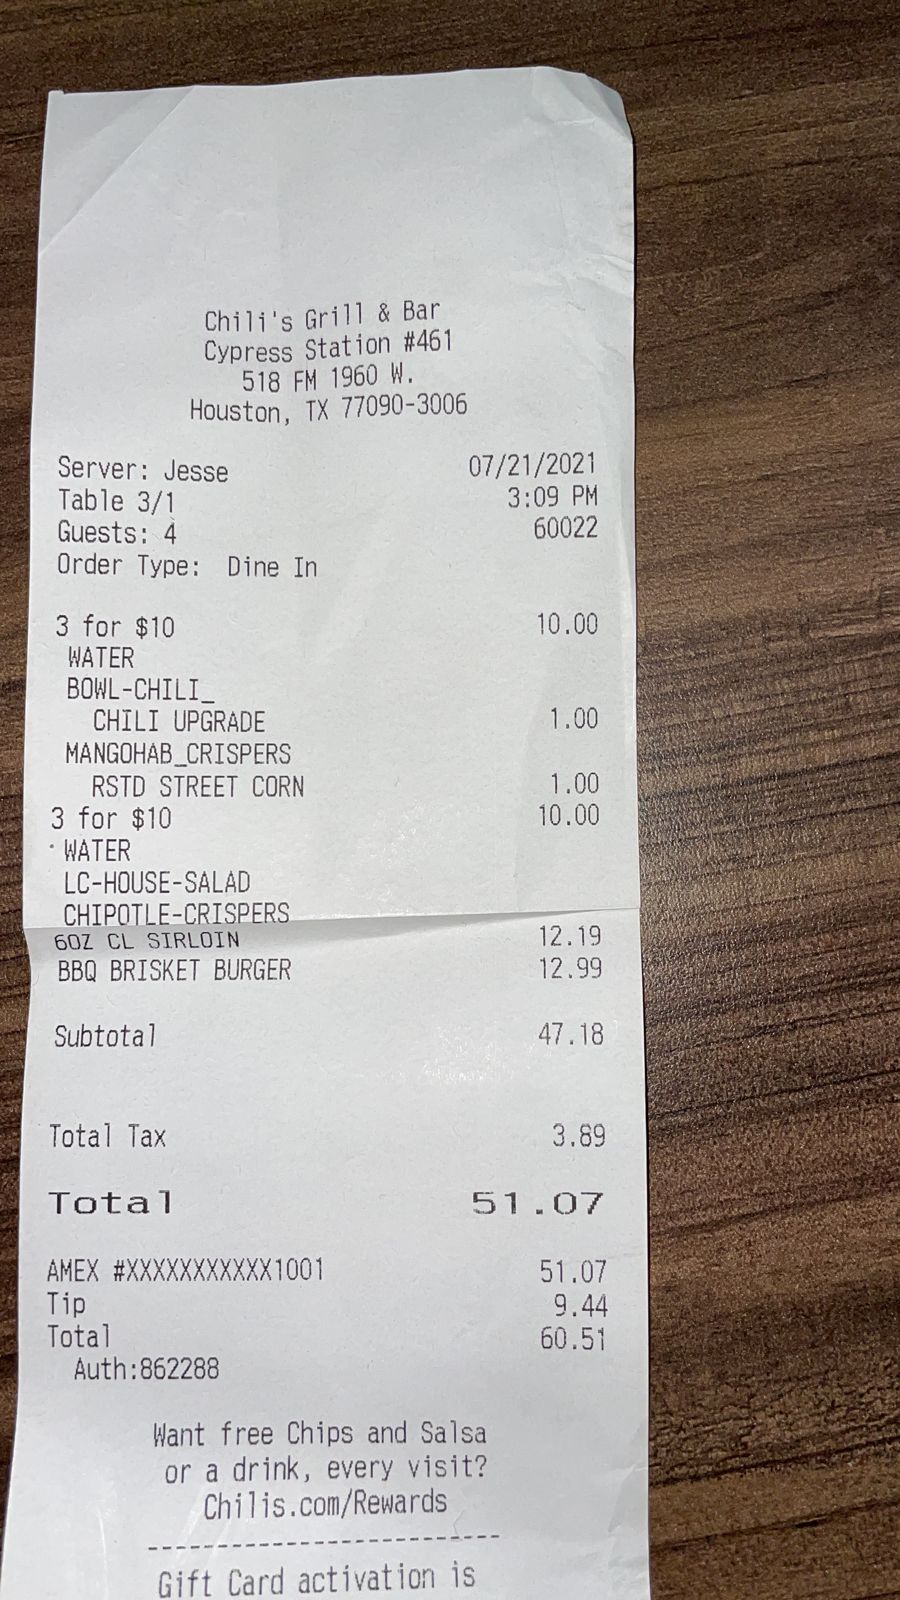 Chili's Grill & Bar
Cypress Station #461
518 FM 1960 W.
Houston, TX 77090-3006
Server: Jesse 07/21/2021
Table 3/1 3:09 PM
Guests: 4 60022
Order Type: Dine In
3 for $10 10.00
WATER
BOWL-CHILI_
CHILI UPGRADE 1.00
MANGOHAB_CRISPERS
RSTD STREET CORN 1.00
3 for $10 10.00
WATER
LC-HOUSE-SALAD
CHIPOTLE-CRISPERS
6OZ CL SIRLOIN 12.19
BBQ BRISKET BURGER 12.99
Subtotal 47.18
Total Tax 3.89
Total 51.07
AMEX #XXXXXXXXXXX1001 51.07
Tip 9.44
Total 60.51
Auth:862288
Want free Chips and Salsa
or a drink, every visit?
Chilis.com/Rewards
--------------------------
Gift Card activation is